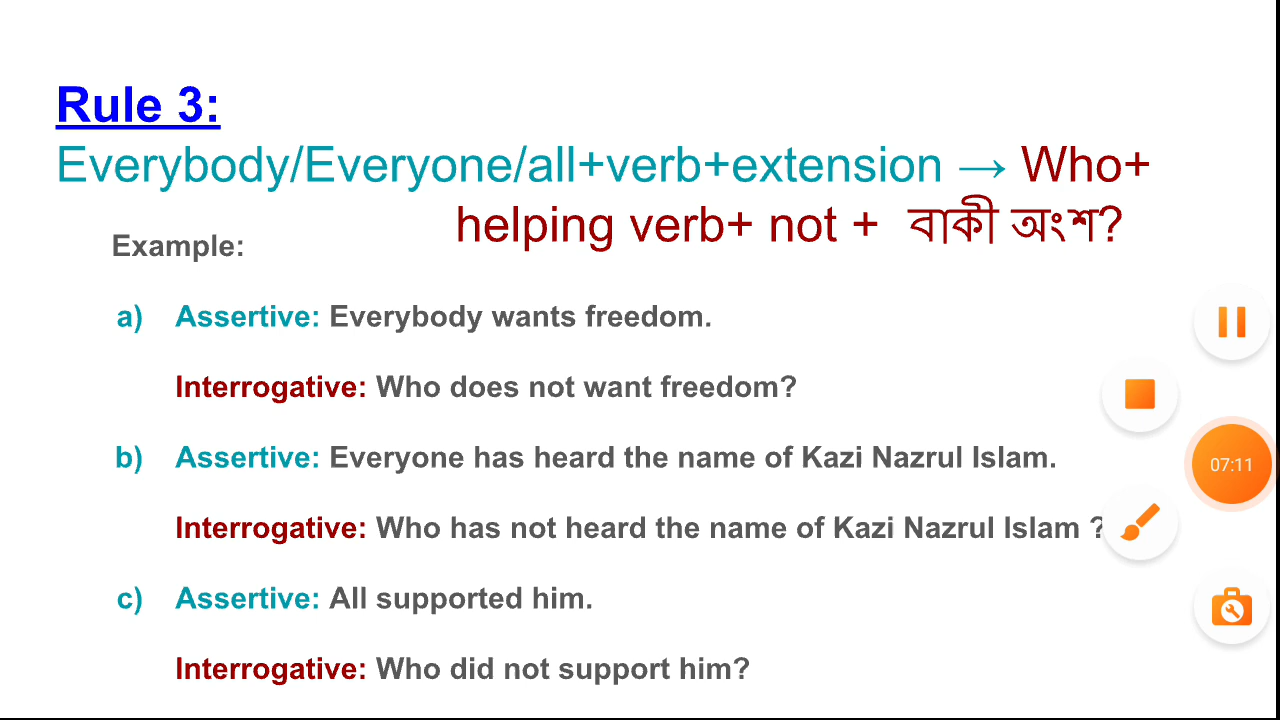 Rule 3:
Everybody/Everyone/all+verb+extension → Who+
helping verb+ not + বাকী অংশ?
Example:
a) Assertive: Everybody wants freedom.
Interrogative: Who does not want freedom?
b) Assertive: Everyone has heard the name of Kazi Nazrul Islam.
Interrogative: Who has not heard the name of Kazi Nazrul Islam ?
c) Assertive: All supported him.
Interrogative: Who did not support him?
07:11